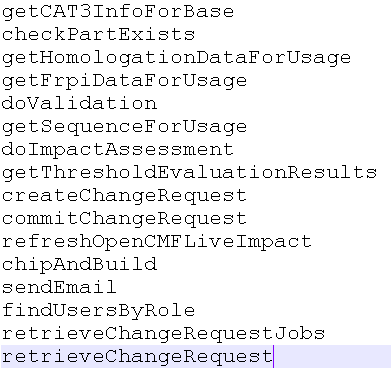 getCAT3InfoForBase
checkPartExists
getHomologationDataForUsage
getFrpiDataForUsage
doValidation
getSequenceForUsage
doImpactAssessment
getThresholdEvaluationResults
createChangeRequest
commitChangeRequest
refreshOpenCMFLiveImpact
chipAndBuild
sendEmail
findUsersByRole
retrieveChangeRequestJobs
retrieveChangeRequest